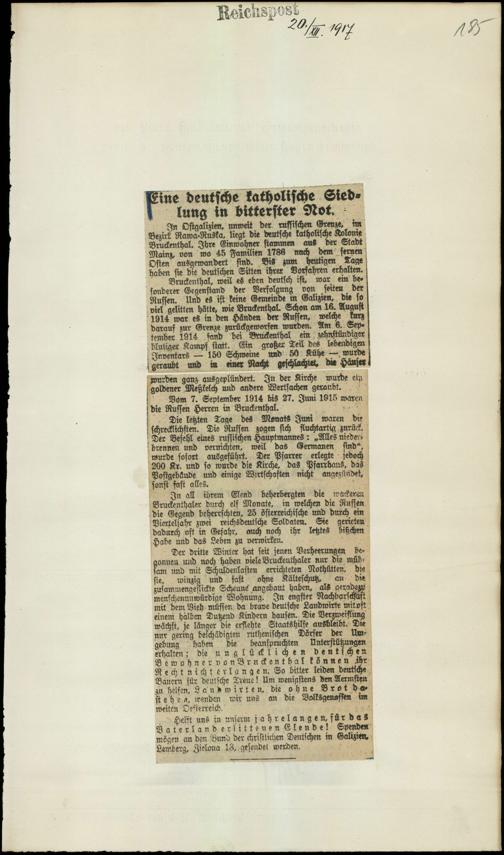 Reichspost
20./XII. 1917
185
Eine deutsche katholische Sied-
lung in bitterster Not.
In Ostgalizien, unweit der russischen Grenze, im
Bezirk Rawa-Ruska, liegt die deutsche katholische Kolonie
Bruckenthal. Ihre Einwohner stammen aus der Stadt
Mainz, von wo 45 Familien 1786 nach dem fernen
Osten ausgewandert sind. Bis zum heutigen Tage
haben sie die deutschen Sitten ihrer Vorfahren erhalten.
Bruckenthal, weil es eben deutsch ist, war ein be-
sonderer Gegenstand der Verfolgung von seiten der
Russen. Und es ist keine Gemeinde in Galizien, die so
viel gelitten hätte, wie Bruckenthal. Schon am 16. August
1914 war es in den Händen der Russen, welche kurz
darauf zur Grenze zurückgeworfen wurden. Am 6. Sep-
tember 1914 fand bei Bruckenthal ein zehnstündiger
blutiger Kampf statt. Ein großer Teil des lebendigen
Inventars — 150 Schweine und 50 Kühe — wurde
geraubt und in einer Nacht geschlachtet, die Häuser
wurden ganz ausgeplündert. In der Kirche wurde ein
goldener Meßkelch und andere Wertsachen geraubt.
Vom 7. September 1914 bis 27. Juni 1915 waren
die Russen Herren in Bruckenthal.
Die letzten Tage des Monats Juni waren die
schrecklichsten. Die Russen zogen sich fluchtartig zurück.
Der Befehl eines russischen Hauptmannes: „Alles nieder-
brennen und vernichten, weil das Germanen sind“,
wurde sofort ausgeführt. Der Pfarrer erlegte jedoch
200 Kr. und so wurde die Kirche, das Pfarrhaus, das
Postgebäude und einige Wirtschaften nicht angezündet,
sonst fast alles.
In all ihrem Elend beherbergten die wackeren
Bruckenthaler durch elf Monate, in welchen die Russen
die Gegend beherrschten, 25 österreichische und durch ein
Vierteljahr zwei reichsdeutsche Soldaten. Sie gerieten
dadurch oft in Gefahr, auch noch ihr letztes bißchen
Habe und das Leben zu verwirken.
Der dritte Winter hat seit jenen Verheerungen be-
gonnen und noch haben viele Bruckenthaler nur die müh-
sam und mit Schuldenlasten errichteten Nothütten, die
sie, winzig und fast ohne Kälteschutz, an die
zusammengeflickte Scheune angebaut haben, als geradezu
menschenunwürdige Wohnung. In engster Nachbarschaft
mit dem Vieh müssen da brave deutsche Landwirte mit oft
einem halben Dutzend Kindern hausen. Die Verzweiflung
wächst, je länger die erflehte Staatshilfe ausbleibt. Die
nur gering beschädigten ruthenischen Dörfer der Um-
gebung haben die beanspruchten Unterstützungen
erhalten; die unglücklichen deutschen
Bewohner von Bruckenthal können ihr
Recht nicht erlangen. So bitter leiden deutsche
Bauern für deutsche Treue! Um wenigstens den Aermsten
zu helfen, Landwirten, die ohne Brot da-
stehen, wenden wir uns an die Volksgenossen im
weiten Oesterreich.
Helft uns in unserm jahrelangen, für das
Vaterland erlittenen Elende! Spenden
mögen an den Bund der christlichen Deutschen in Galizien,
Lemberg, Zielona 13, gesendet werden.